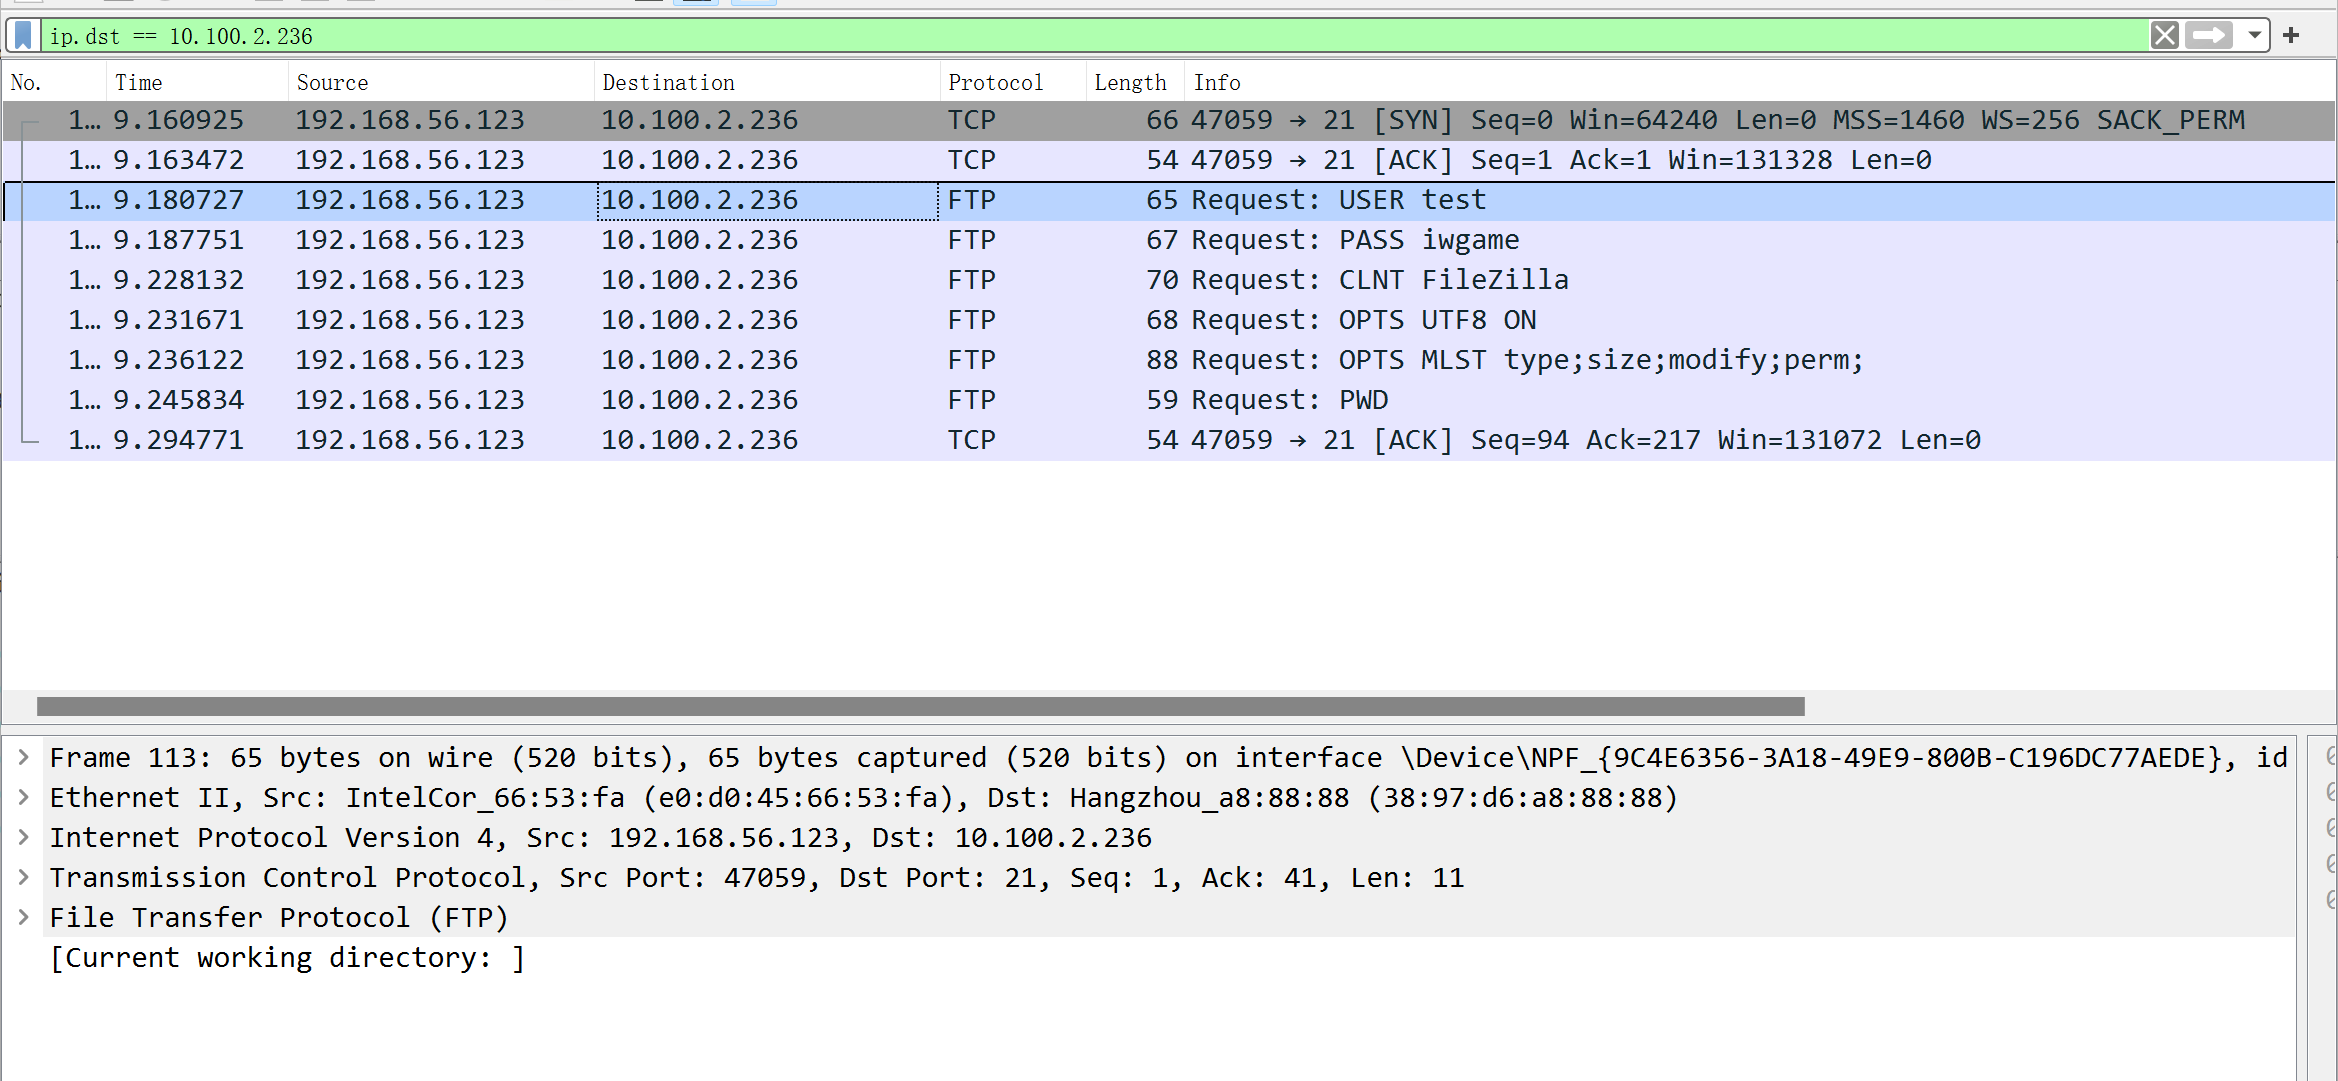 ip.dst == 10.100.2.236
No. Time Source Destination Protocol Length Info
1… 9.160925 192.168.56.123 10.100.2.236 TCP 66 47059 → 21 [SYN] Seq=0 Win=64240 Len=0 MSS=1460 WS=256 SACK_PERM
1… 9.163472 192.168.56.123 10.100.2.236 TCP 54 47059 → 21 [ACK] Seq=1 Ack=1 Win=131328 Len=0
1… 9.180727 192.168.56.123 10.100.2.236 FTP 65 Request: USER test
1… 9.187751 192.168.56.123 10.100.2.236 FTP 67 Request: PASS iwgame
1… 9.228132 192.168.56.123 10.100.2.236 FTP 70 Request: CLNT FileZilla
1… 9.231671 192.168.56.123 10.100.2.236 FTP 68 Request: OPTS UTF8 ON
1… 9.236122 192.168.56.123 10.100.2.236 FTP 88 Request: OPTS MLST type;size;modify;perm;
1… 9.245834 192.168.56.123 10.100.2.236 FTP 59 Request: PWD
1… 9.294771 192.168.56.123 10.100.2.236 TCP 54 47059 → 21 [ACK] Seq=94 Ack=217 Win=131072 Len=0
Frame 113: 65 bytes on wire (520 bits), 65 bytes captured (520 bits) on interface \Device\NPF_{9C4E6356-3A18-49E9-800B-C196DC77AEDE}, id
Ethernet II, Src: IntelCor_66:53:fa (e0:d0:45:66:53:fa), Dst: Hangzhou_a8:88:88 (38:97:d6:a8:88:88)
Internet Protocol Version 4, Src: 192.168.56.123, Dst: 10.100.2.236
Transmission Control Protocol, Src Port: 47059, Dst Port: 21, Seq: 1, Ack: 41, Len: 11
File Transfer Protocol (FTP)
[Current working directory: ]